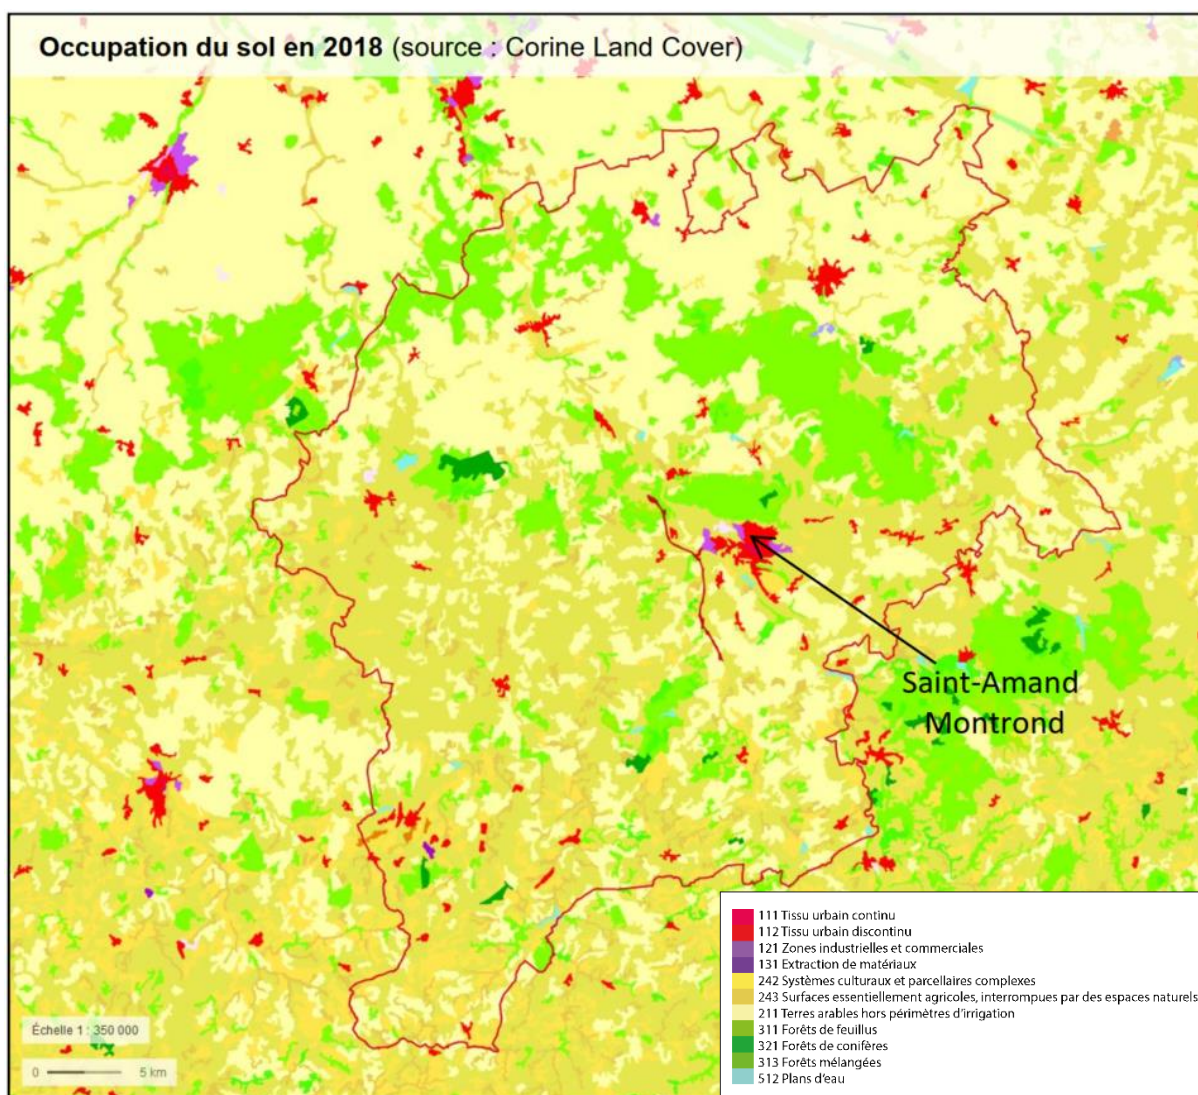 Occupation du sol en 2018 (source : Corine Land Cover)
Saint-Amand
Montrond
111 Tissu urbain continu
112 Tissu urbain discontinu
121 Zones industrielles et commerciales
131 Extraction de matériaux
242 Systèmes culturaux et parcellaires complexes
243 Surfaces essentiellement agricoles, interrompues par des espaces naturels
211 Terres arables hors périmètres d'irrigation
311 Forêts de feuillus
321 Forêts de conifères
313 Forêts mélangées
512 Plans d'eau
Échelle 1 : 350 000
0 5 km